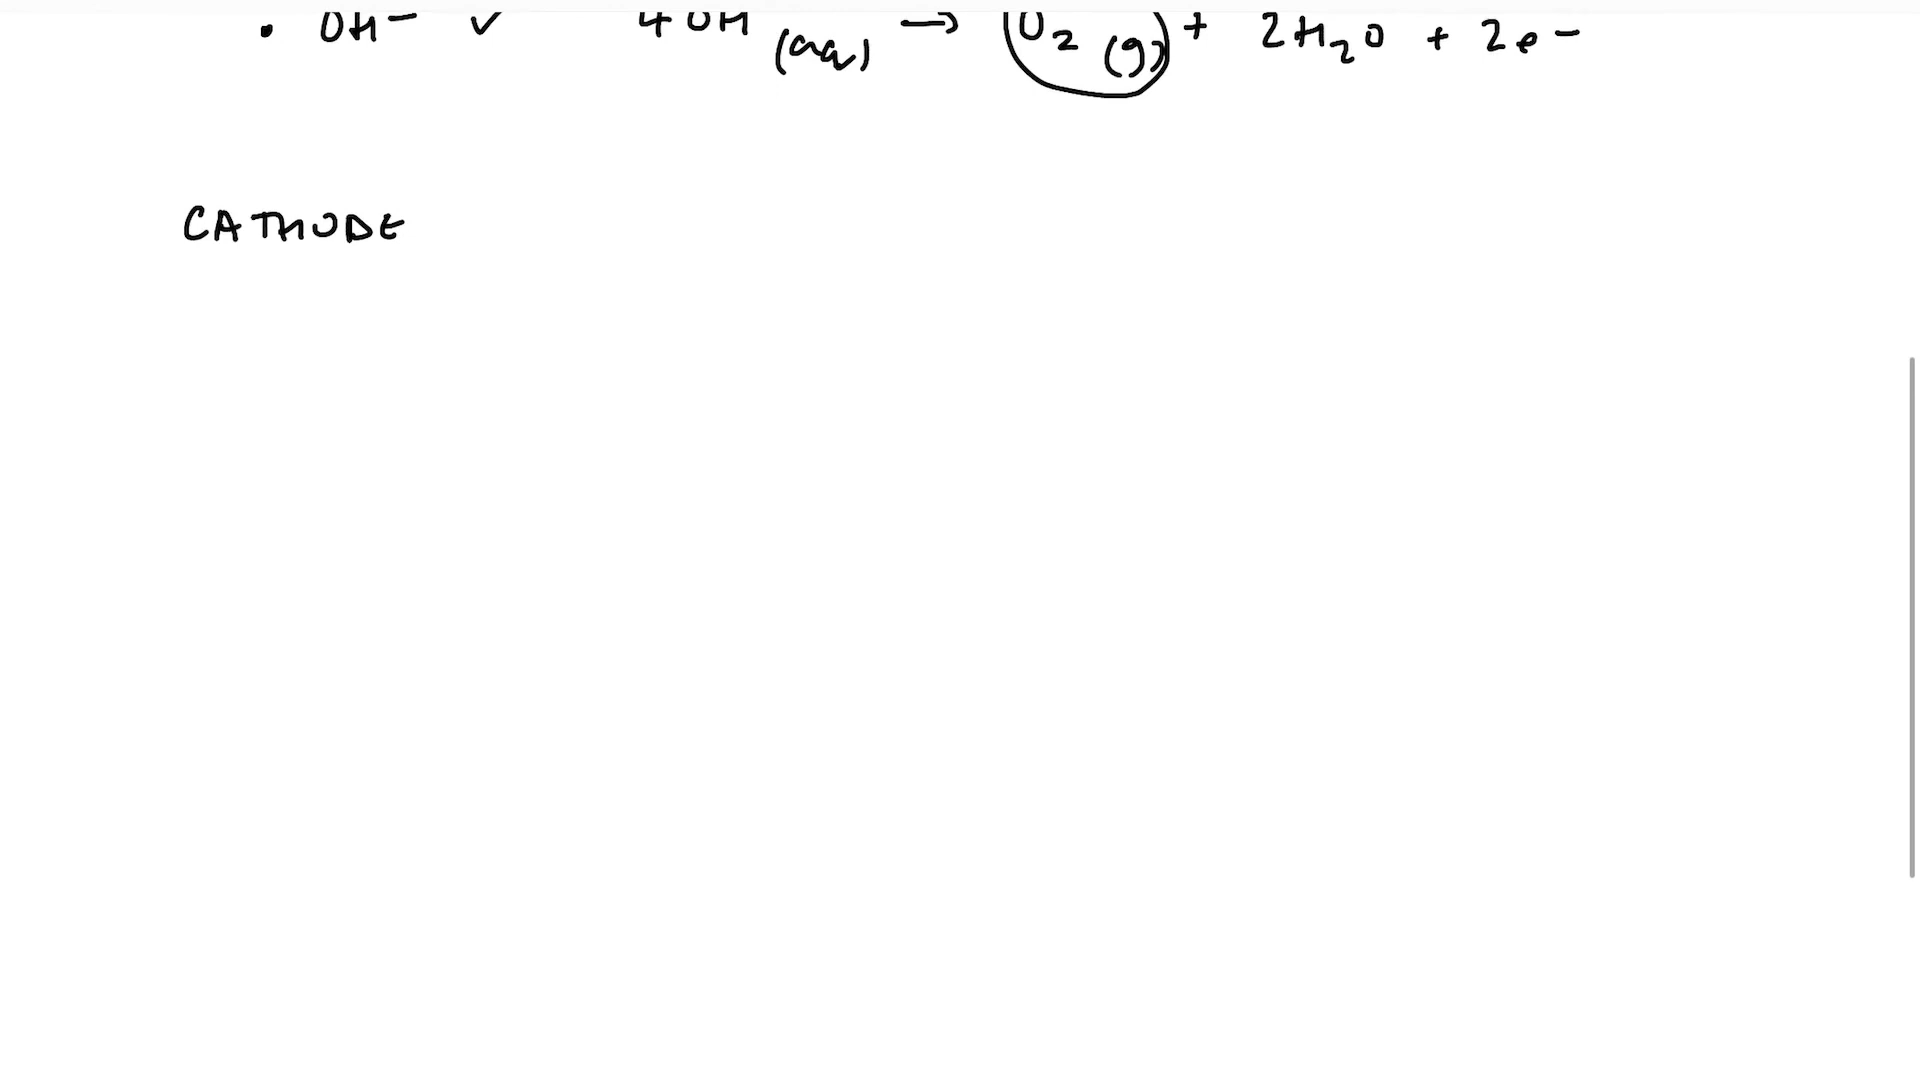 • OH⁻ ✓ 4OH (aq) → O₂ (g) + 2H₂O + 2e⁻
CATHODE